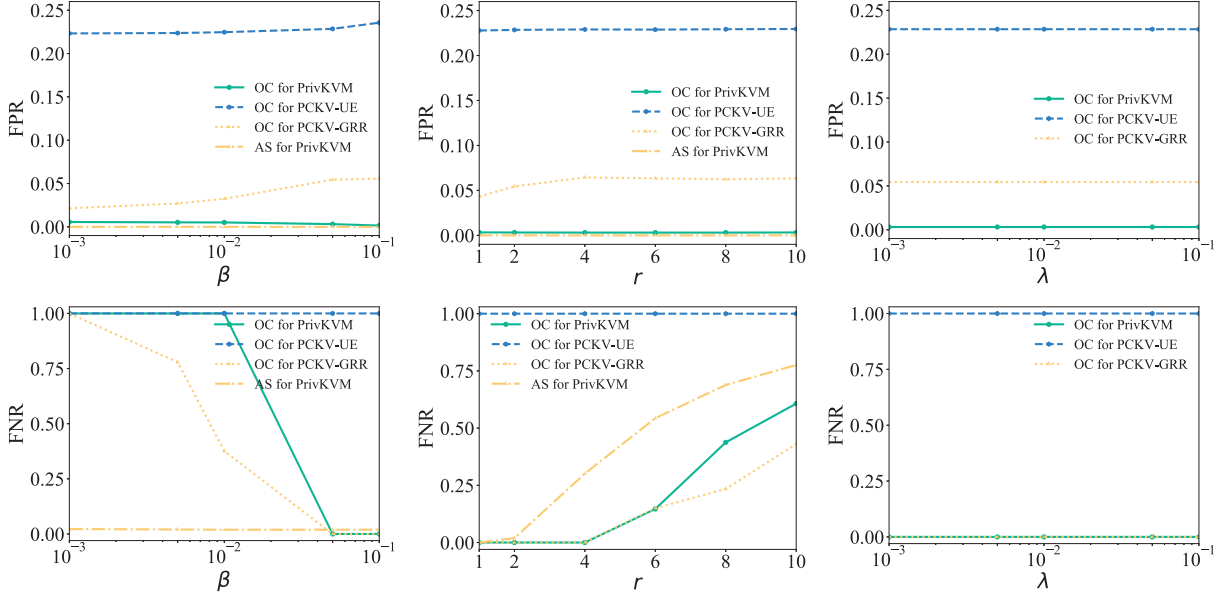 FPR
0.25
0.20
0.15
0.10
0.05
0.00
OC for PrivKVM
OC for PCKV-UE
OC for PCKV-GRR
AS for PrivKVM
10⁻³
10⁻²
10⁻¹
β
FPR
0.25
0.20
0.15
0.10
0.05
0.00
OC for PrivKVM
OC for PCKV-UE
OC for PCKV-GRR
AS for PrivKVM
1 2 4 6 8 10
r
FPR
0.25
0.20
0.15
0.10
0.05
0.00
OC for PrivKVM
OC for PCKV-UE
OC for PCKV-GRR
10⁻³
10⁻²
10⁻¹
λ
FNR
1.00
0.75
0.50
0.25
0.00
OC for PrivKVM
OC for PCKV-UE
OC for PCKV-GRR
AS for PrivKVM
10⁻³
10⁻²
10⁻¹
β
FNR
1.00
0.75
0.50
0.25
0.00
OC for PrivKVM
OC for PCKV-UE
OC for PCKV-GRR
AS for PrivKVM
1 2 4 6 8 10
r
FNR
1.00
0.75
0.50
0.25
0.00
OC for PrivKVM
OC for PCKV-UE
OC for PCKV-GRR
10⁻³
10⁻²
10⁻¹
λ